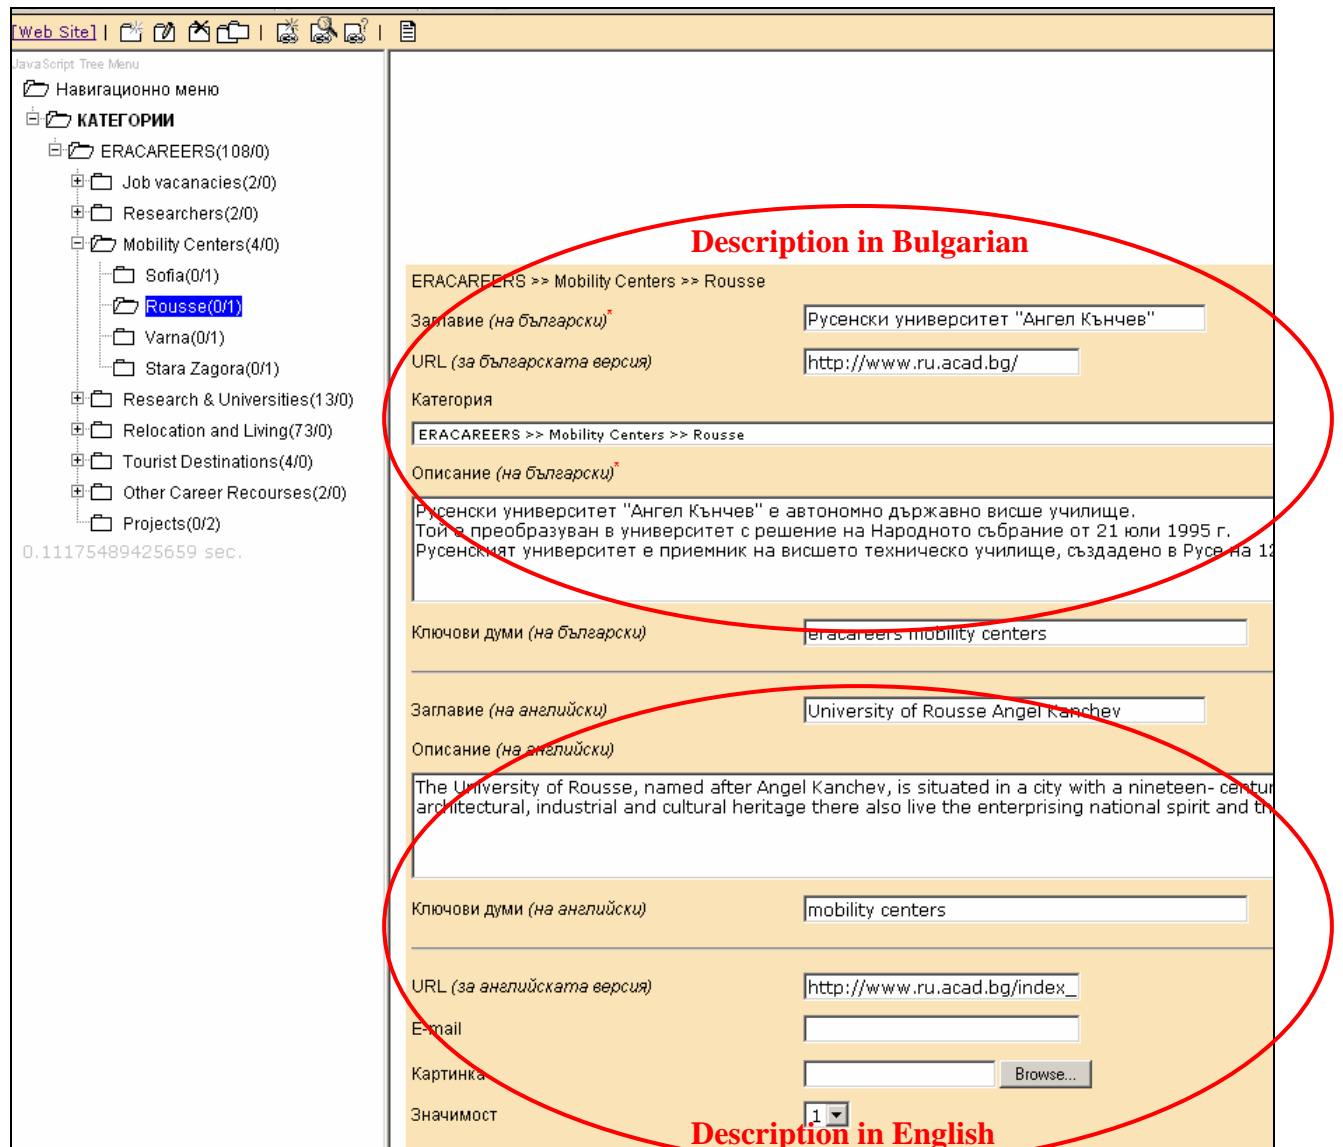 [Web Site] | | |
JavaScript Tree Menu
Навигационно меню
КАТЕГОРИИ
ERACAREERS(108/0)
Job vacanacies(2/0)
Researchers(2/0)
Mobility Centers(4/0)
Sofia(0/1)
Rousse(0/1)
Varna(0/1)
Stara Zagora(0/1)
Research & Universities(13/0)
Relocation and Living(73/0)
Tourist Destinations(4/0)
Other Career Recourses(2/0)
Projects(0/2)
0.11175489425659 sec.
Description in Bulgarian
ERACAREERS >> Mobility Centers >> Rousse
Заглавие (на български)* Русенски университет "Ангел Кънчев"
URL (за българската версия) http://www.ru.acad.bg/
Категория
ERACAREERS >> Mobility Centers >> Rousse
Описание (на български)*
Русенски университет "Ангел Кънчев" е автономно държавно висше училище.
Той е преобразуван в университет с решение на Народното събрание от 21 юли 1995 г.
Русенският университет е приемник на висшето техническо училище, създадено в Русе на 12
Ключови думи (на български) eracareers mobility centers
Заглавие (на английски) University of Rousse Angel Kanchev
Описание (на английски)
The University of Rousse, named after Angel Kanchev, is situated in a city with a nineteen- centur
architectural, industrial and cultural heritage there also live the enterprising national spirit and th
Ключови думи (на английски) mobility centers
URL (за английската версия) http://www.ru.acad.bg/index_
E-mail
Картинка Browse...
Значимост 1
Description in English